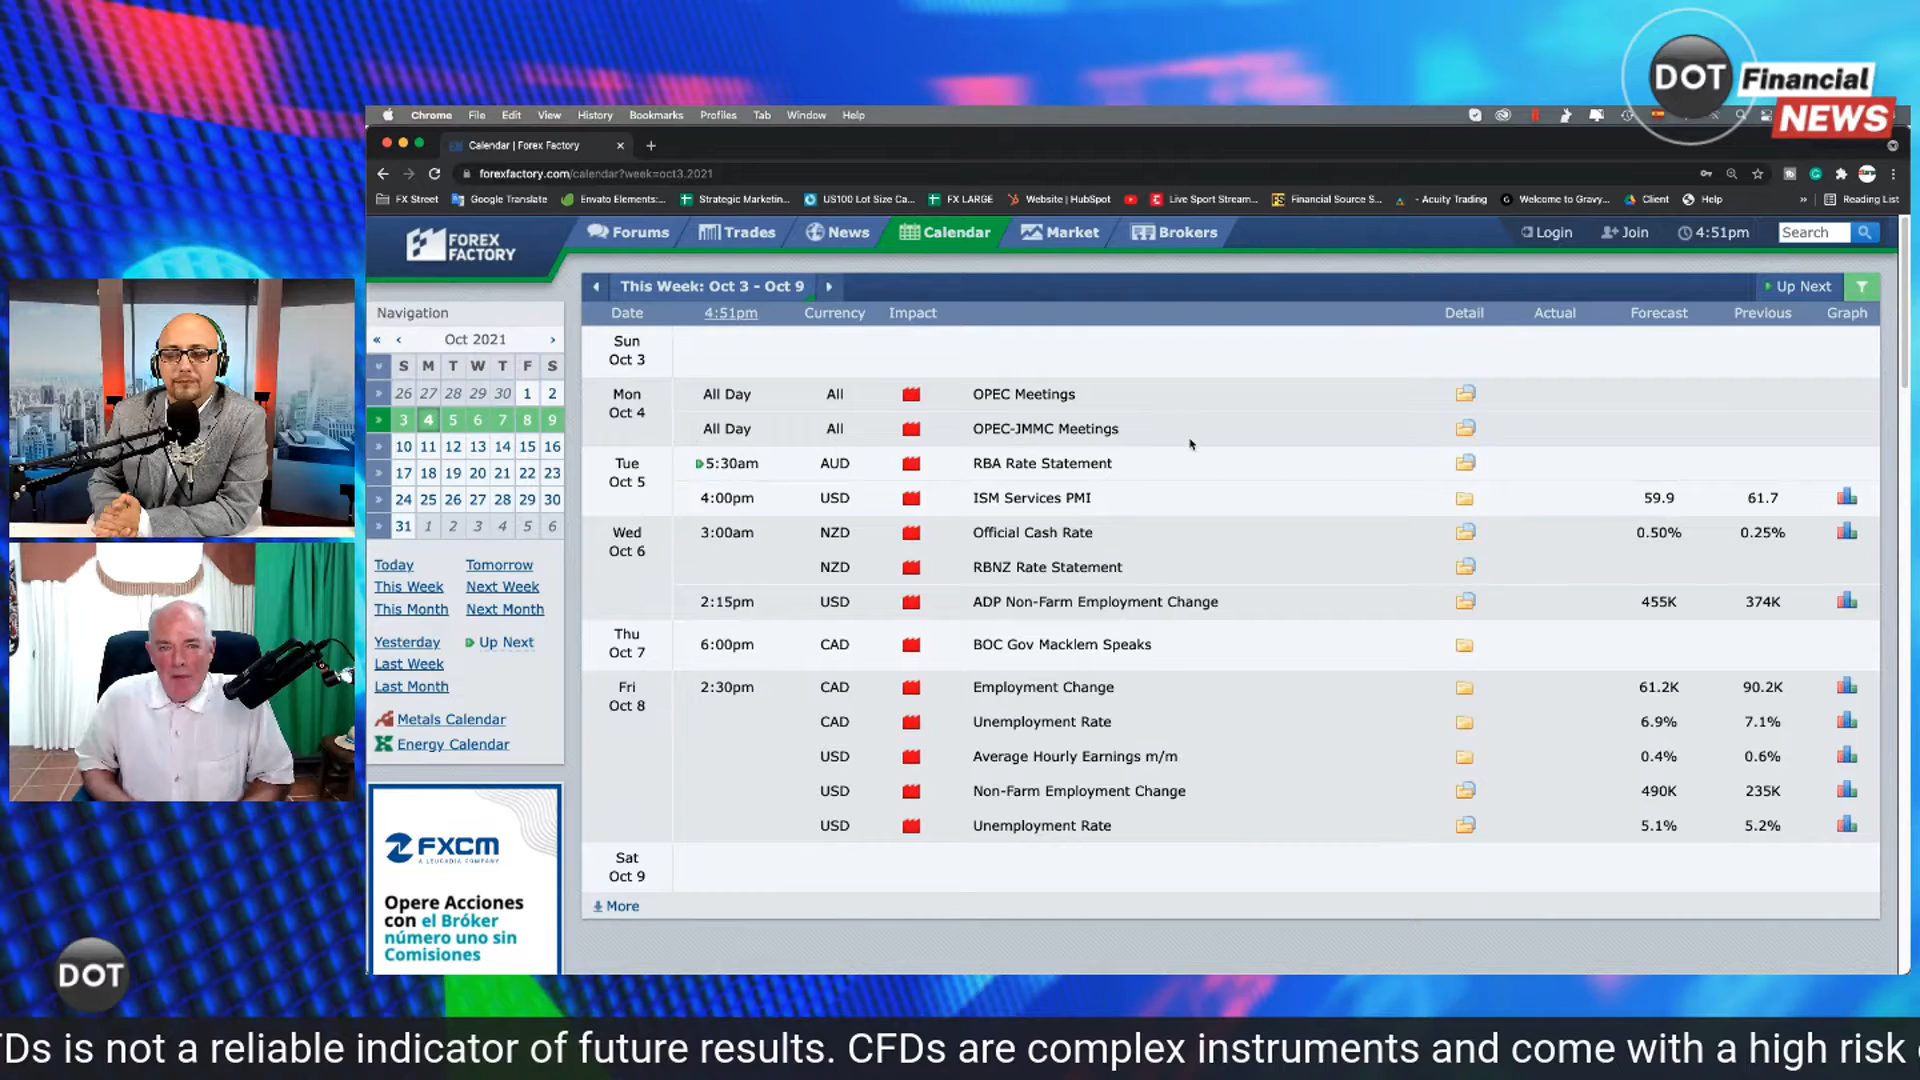 DOT Financial
NEWS
Chrome File Edit View History Bookmarks Profiles Tab Window Help
Calendar | Forex Factory
forexfactory.com/calendar?week=oct3.2021
FX Street Google Translate Envato Elements:... Strategic Marketin... US100 Lot Size Ca... FX LARGE Website | HubSpot Live Sport Stream... Financial Source S... - Acuity Trading Welcome to Gravy... Client Help » Reading List
FOREX
FACTORY
Forums Trades News Calendar Market Brokers Login Join 4:51pm Search
This Week: Oct 3 - Oct 9 Up Next
Date 4:51pm Currency Impact Detail Actual Forecast Previous Graph
Sun
Oct 3
Mon
Oct 4
All Day All OPEC Meetings
All Day All OPEC-JMMC Meetings
Tue
Oct 5
5:30am AUD RBA Rate Statement
4:00pm USD ISM Services PMI 59.9 61.7
Wed
Oct 6
3:00am NZD Official Cash Rate 0.50% 0.25%
NZD RBNZ Rate Statement
2:15pm USD ADP Non-Farm Employment Change 455K 374K
Thu
Oct 7
6:00pm CAD BOC Gov Macklem Speaks
Fri
Oct 8
2:30pm CAD Employment Change 61.2K 90.2K
CAD Unemployment Rate 6.9% 7.1%
USD Average Hourly Earnings m/m 0.4% 0.6%
USD Non-Farm Employment Change 490K 235K
USD Unemployment Rate 5.1% 5.2%
Sat
Oct 9
More
Navigation
« ‹ Oct 2021 ›
S M T W T F S
» 26 27 28 29 30 1 2
» 3 4 5 6 7 8 9
» 10 11 12 13 14 15 16
» 17 18 19 20 21 22 23
» 24 25 26 27 28 29 30
» 31 1 2 3 4 5 6
Today Tomorrow
This Week Next Week
This Month Next Month
Yesterday Up Next
Last Week
Last Month
Metals Calendar
Energy Calendar
FXCM
A LEUCADIA COMPANY
Opere Acciones
con el Bróker
número uno sin
Comisiones
DOT
Ds is not a reliable indicator of future results. CFDs are complex instruments and come with a high risk